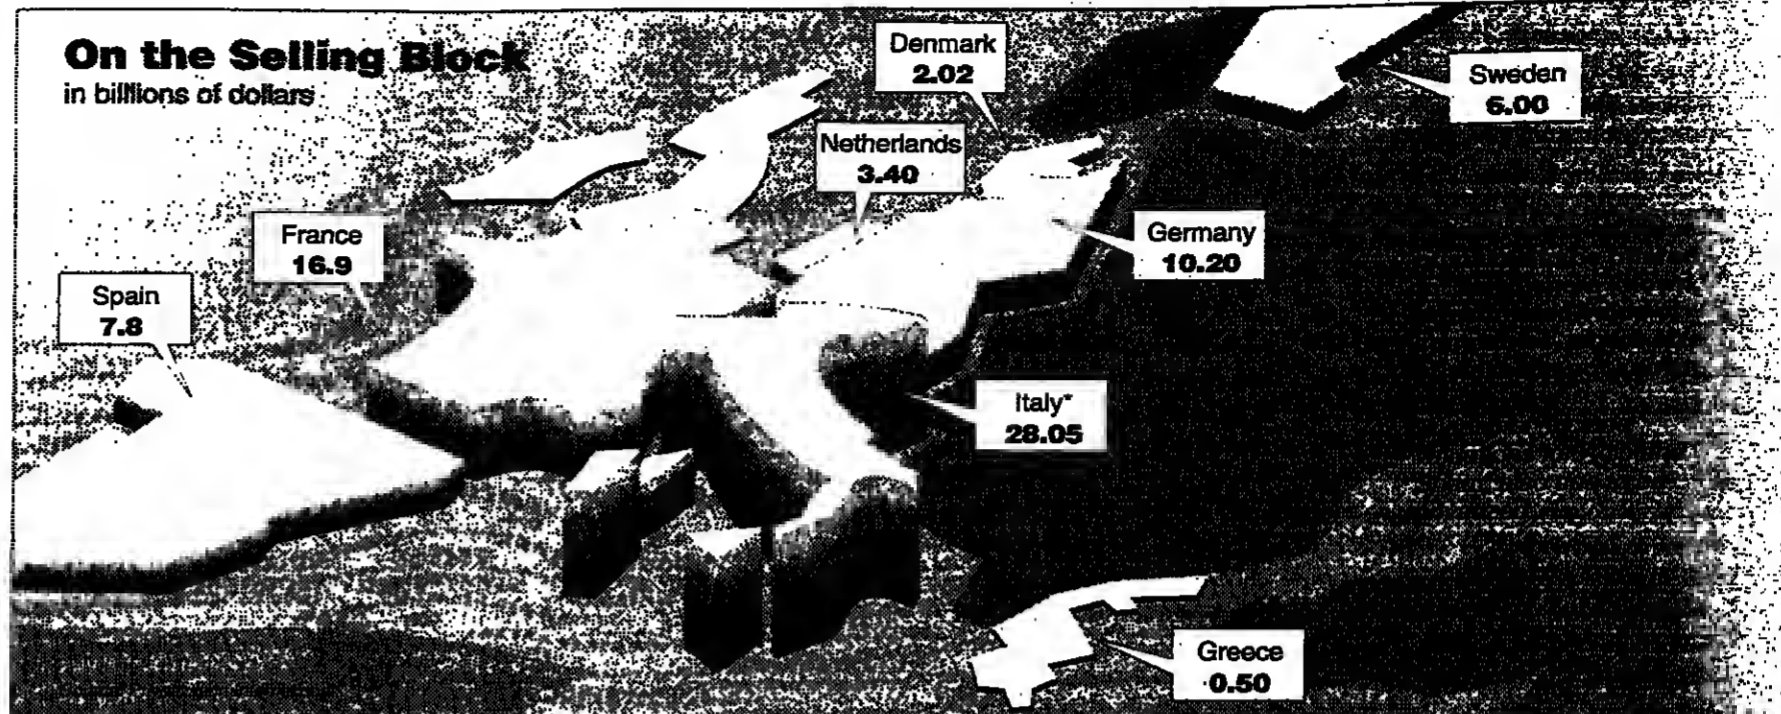 On the Selling Block
in billions of dollars
Denmark
2.02
Sweden
6.00
Netherlands
3.40
France
16.9
Germany
10.20
Spain
7.8
Italy*
28.05
Greece
0.50